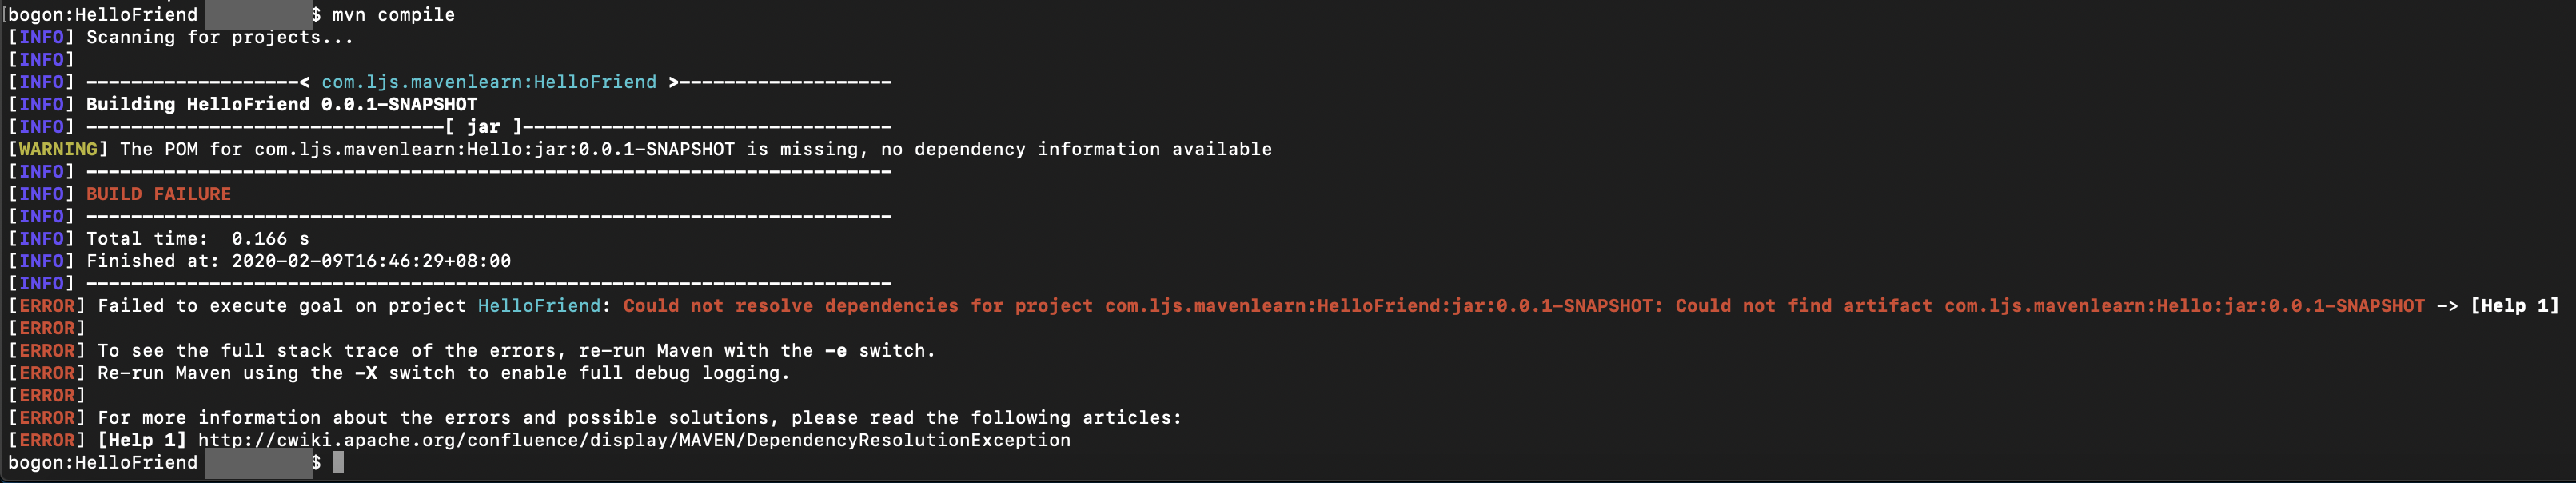 [bogon:HelloFriend $ mvn compile
[INFO] Scanning for projects...
[INFO]
[INFO] -------------------< com.ljs.mavenlearn:HelloFriend >-------------------
[INFO] Building HelloFriend 0.0.1-SNAPSHOT
[INFO] --------------------------------[ jar ]---------------------------------
[WARNING] The POM for com.ljs.mavenlearn:Hello:jar:0.0.1-SNAPSHOT is missing, no dependency information available
[INFO] ------------------------------------------------------------------------
[INFO] BUILD FAILURE
[INFO] ------------------------------------------------------------------------
[INFO] Total time:  0.166 s
[INFO] Finished at: 2020-02-09T16:46:29+08:00
[INFO] ------------------------------------------------------------------------
[ERROR] Failed to execute goal on project HelloFriend: Could not resolve dependencies for project com.ljs.mavenlearn:HelloFriend:jar:0.0.1-SNAPSHOT: Could not find artifact com.ljs.mavenlearn:Hello:jar:0.0.1-SNAPSHOT -> [Help 1]
[ERROR]
[ERROR] To see the full stack trace of the errors, re-run Maven with the -e switch.
[ERROR] Re-run Maven using the -X switch to enable full debug logging.
[ERROR]
[ERROR] For more information about the errors and possible solutions, please read the following articles:
[ERROR] [Help 1] http://cwiki.apache.org/confluence/display/MAVEN/DependencyResolutionException
bogon:HelloFriend $